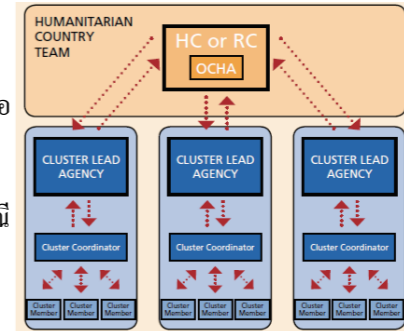 HUMANITARIAN
COUNTRY
TEAM
HC or RC
OCHA
CLUSTER LEAD
AGENCY
CLUSTER LEAD
AGENCY
CLUSTER LEAD
AGENCY
Cluster Coordinator
Cluster Coordinator
Cluster Coordinator
Cluster
Member
Cluster
Member
Cluster
Member
Cluster
Member
Cluster
Member
Cluster
Member
Cluster
Member
Cluster
Member
Cluster
Member